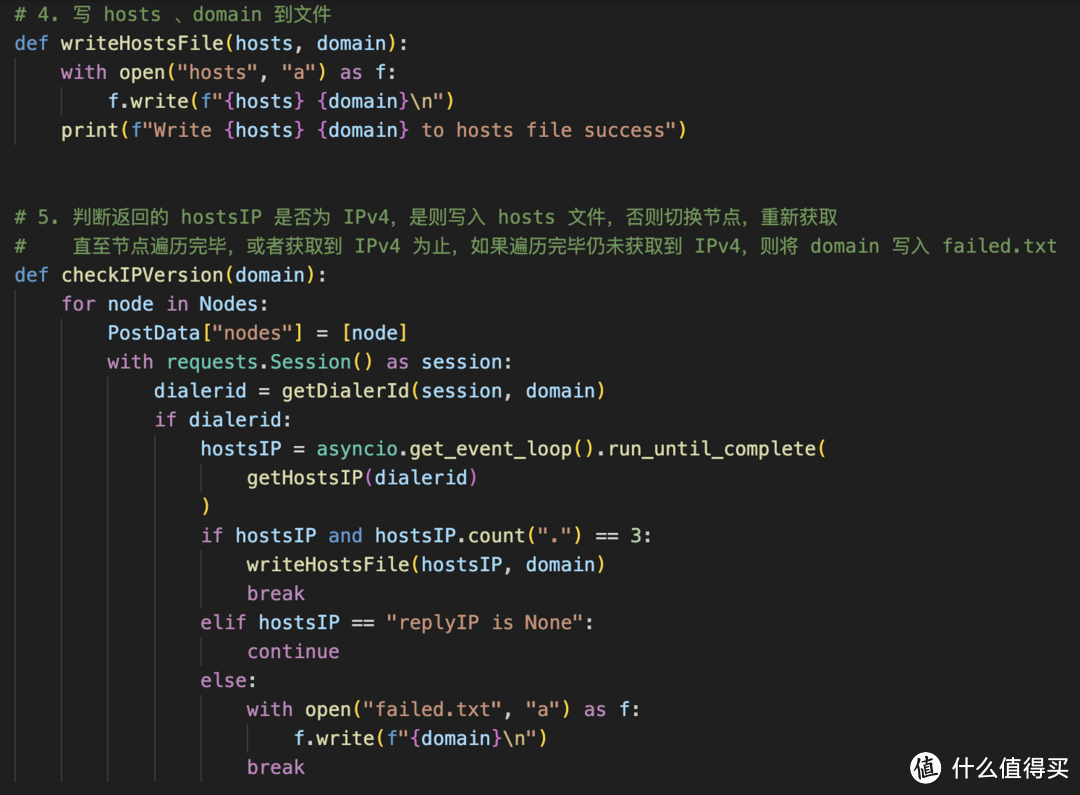 # 4. 写 hosts 、domain 到文件
def writeHostsFile(hosts, domain):
    with open("hosts", "a") as f:
        f.write(f"{hosts} {domain}\n")
    print(f"Write {hosts} {domain} to hosts file success")
# 5. 判断返回的 hostsIP 是否为 IPv4，是则写入 hosts 文件，否则切换节点，重新获取
#    直至节点遍历完毕，或者获取到 IPv4 为止，如果遍历完毕仍未获取到 IPv4，则将 domain 写入 failed.txt
def checkIPVersion(domain):
    for node in Nodes:
        PostData["nodes"] = [node]
        with requests.Session() as session:
            dialerid = getDialerId(session, domain)
            if dialerid:
                hostsIP = asyncio.get_event_loop().run_until_complete(
                    getHostsIP(dialerid)
                )
                if hostsIP and hostsIP.count(".") == 3:
                    writeHostsFile(hostsIP, domain)
                    break
                elif hostsIP == "replyIP is None":
                    continue
                else:
                    with open("failed.txt", "a") as f:
                        f.write(f"{domain}\n")
                    break
值 什么值得买